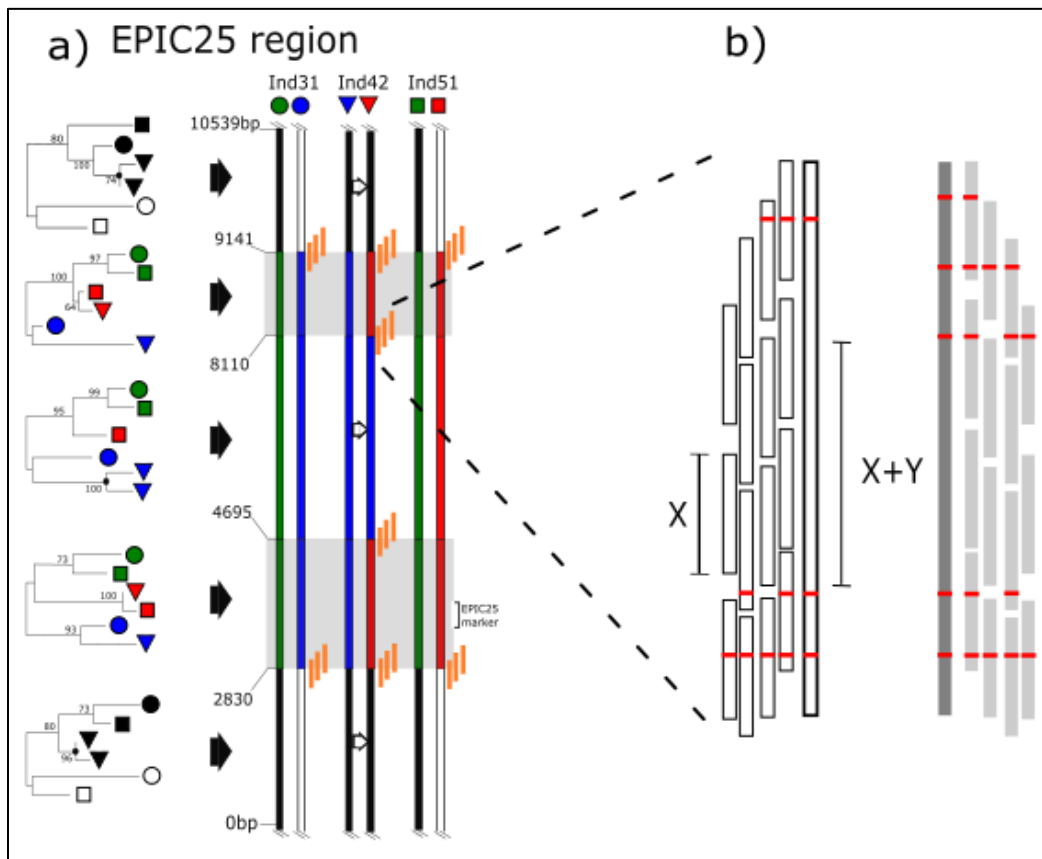 a) EPIC25 region
b)
Ind31 Ind42 Ind51
10539bp
80
100
74
9141
97
100
64
8110
99
95
100
X
X+Y
4695
73
100
93
EPIC25
marker
2830
73
80
96
0bp